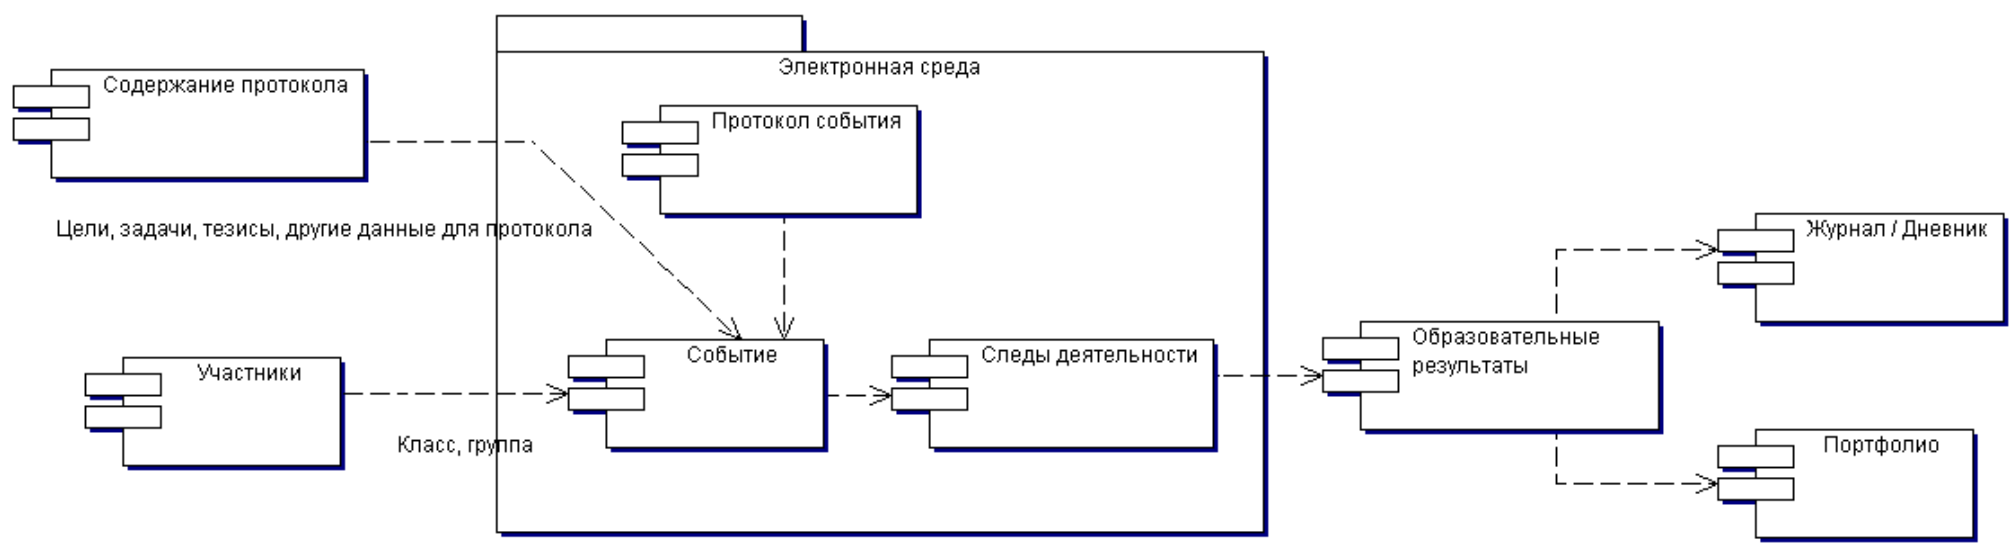 Электронная среда
Содержание протокола
Протокол события
Цели, задачи, тезисы, другие данные для протокола
Журнал / Дневник
Участники
Событие
Следы деятельности
Образовательные
результаты
Класс, группа
Портфолио